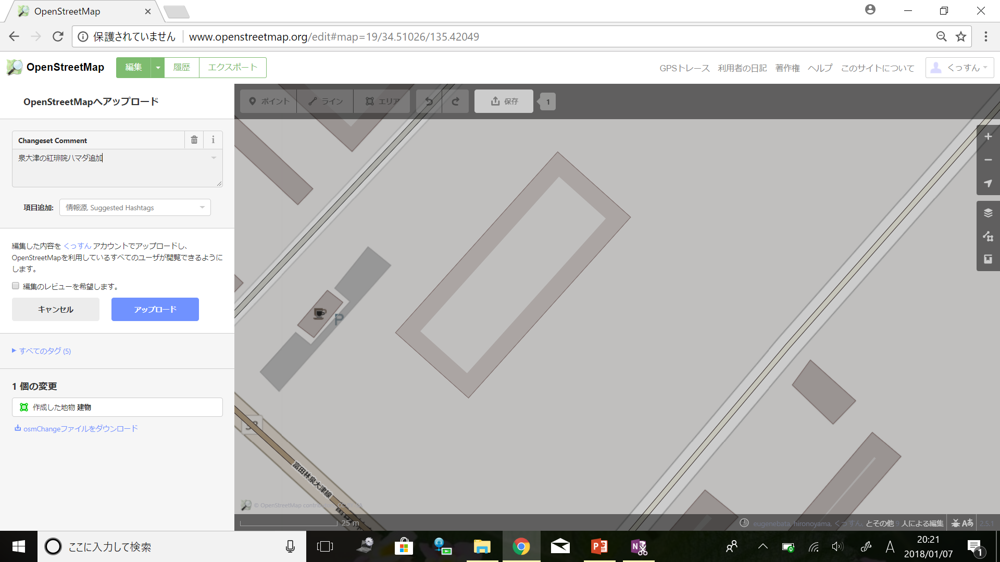 OpenStreetMap
保護されていません
www.openstreetmap.org/edit#map=19/34.51026/135.42049
OpenStreetMap
編集
履歴
エクスポート
GPSトレース
利用者の日記
著作権
ヘルプ
このサイトについて
くっすん
OpenStreetMapへアップロード
ポイント
ライン
エリア
保存
1
Changeset Comment
泉大津の紅琲院ハマダ追加
項目追加:
情報源, Suggested Hashtags
編集した内容を くっすん アカウントでアップロードし、
OpenStreetMapを利用しているすべてのユーザが閲覧できるように
します。
編集のレビューを希望します。
キャンセル
アップロード
すべてのタグ (5)
1 個の変更
作成した地物 建物
osmChangeファイルをダウンロード
P
富田林泉大津線
© OpenStreetMap contributors
25 m
eugenebata, hironoyama, くっすん, とその他 9 人による編集
Aあ
2.5.1
ここに入力して検索
A
20:21
2018/01/07
1